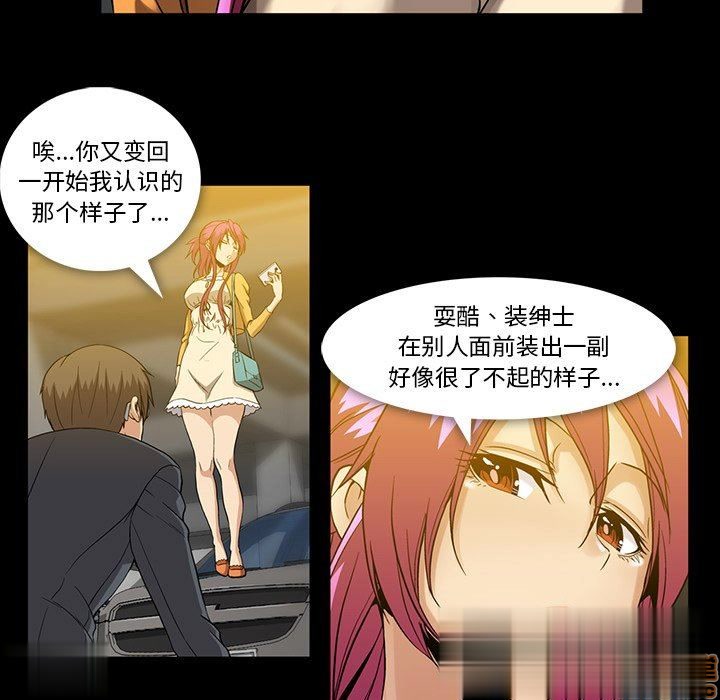 唉...你又变回
一开始我认识的
那个样子了...
耍酷、装绅士
在别人面前装出一副
好像很了不起的样子...